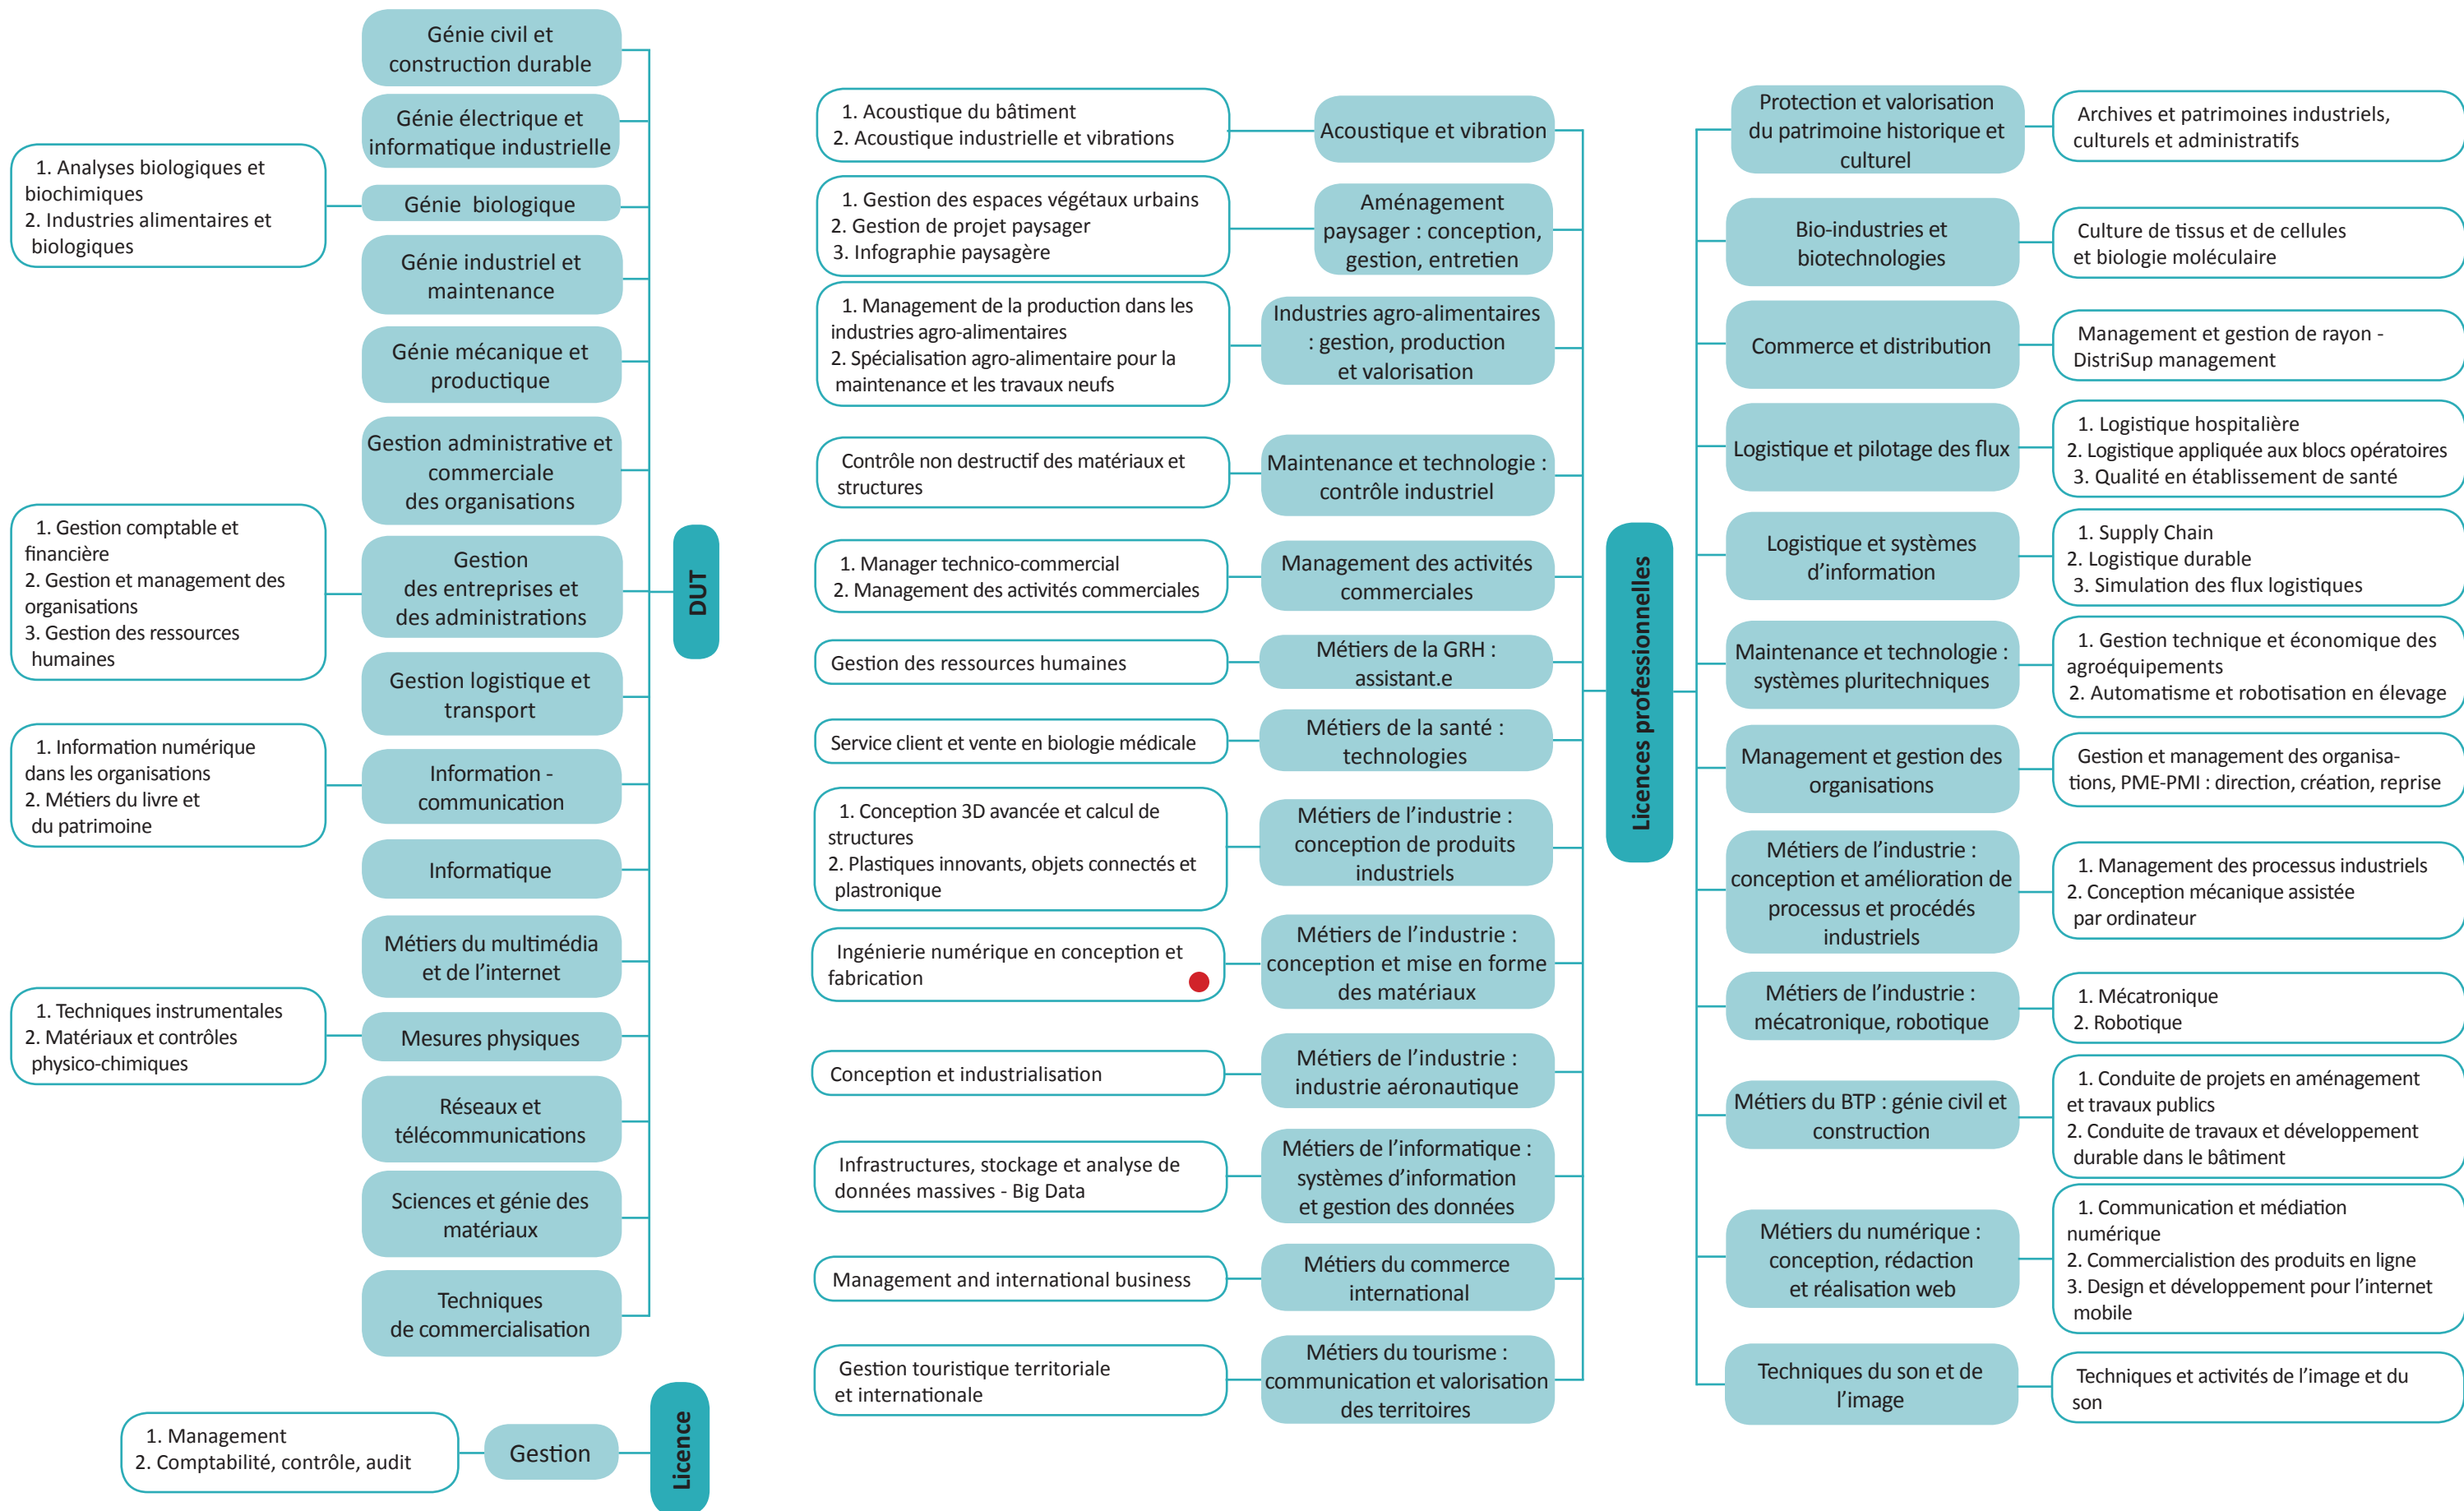 Génie civil et
construction durable
Génie électrique et
informatique industrielle
1. Analyses biologiques et
biochimiques
2. Industries alimentaires et
biologiques
Génie biologique
Génie industriel et
maintenance
Génie mécanique et
productique
Gestion administrative et
commerciale
des organisations
1. Gestion comptable et
financière
2. Gestion et management des
organisations
3. Gestion des ressources
humaines
Gestion
des entreprises et
des administrations
DUT
Gestion logistique et
transport
1. Information numérique
dans les organisations
2. Métiers du livre et
du patrimoine
Information -
communication
Informatique
Métiers du multimédia
et de l'internet
1. Techniques instrumentales
2. Matériaux et contrôles
physico-chimiques
Mesures physiques
Réseaux et
télécommunications
Sciences et génie des
matériaux
Techniques
de commercialisation
1. Management
2. Comptabilité, contrôle, audit
Gestion
Licence
1. Acoustique du bâtiment
2. Acoustique industrielle et vibrations
Acoustique et vibration
1. Gestion des espaces végétaux urbains
2. Gestion de projet paysager
3. Infographie paysagère
Aménagement
paysager : conception,
gestion, entretien
1. Management de la production dans les
industries agro-alimentaires
2. Spécialisation agro-alimentaire pour la
maintenance et les travaux neufs
Industries agro-alimentaires
: gestion, production
et valorisation
Contrôle non destructif des matériaux et
structures
Maintenance et technologie :
contrôle industriel
1. Manager technico-commercial
2. Management des activités commerciales
Management des activités
commerciales
Gestion des ressources humaines
Métiers de la GRH :
assistant.e
Service client et vente en biologie médicale
Métiers de la santé :
technologies
1. Conception 3D avancée et calcul de
structures
2. Plastiques innovants, objets connectés et
plastronique
Métiers de l'industrie :
conception de produits
industriels
Ingénierie numérique en conception et
fabrication
Métiers de l'industrie :
conception et mise en forme
des matériaux
Conception et industrialisation
Métiers de l'industrie :
industrie aéronautique
Infrastructures, stockage et analyse de
données massives - Big Data
Métiers de l'informatique :
systèmes d'information
et gestion des données
Management and international business
Métiers du commerce
international
Gestion touristique territoriale
et internationale
Métiers du tourisme :
communication et valorisation
des territoires
Licences professionnelles
Protection et valorisation
du patrimoine historique et
culturel
Archives et patrimoines industriels,
culturels et administratifs
Bio-industries et
biotechnologies
Culture de tissus et de cellules
et biologie moléculaire
Commerce et distribution
Management et gestion de rayon -
DistriSup management
Logistique et pilotage des flux
1. Logistique hospitalière
2. Logistique appliquée aux blocs opératoires
3. Qualité en établissement de santé
Logistique et systèmes
d'information
1. Supply Chain
2. Logistique durable
3. Simulation des flux logistiques
Maintenance et technologie :
systèmes pluritechniques
1. Gestion technique et économique des
agroéquipements
2. Automatisme et robotisation en élevage
Management et gestion des
organisations
Gestion et management des organisa-
tions, PME-PMI : direction, création, reprise
Métiers de l'industrie :
conception et amélioration de
processus et procédés
industriels
1. Management des processus industriels
2. Conception mécanique assistée
par ordinateur
Métiers de l'industrie :
mécatronique, robotique
1. Mécatronique
2. Robotique
Métiers du BTP : génie civil et
construction
1. Conduite de projets en aménagement
et travaux publics
2. Conduite de travaux et développement
durable dans le bâtiment
Métiers du numérique :
conception, rédaction
et réalisation web
1. Communication et médiation
numérique
2. Commercialistion des produits en ligne
3. Design et développement pour l'internet
mobile
Techniques du son et de
l'image
Techniques et activités de l'image et du
son